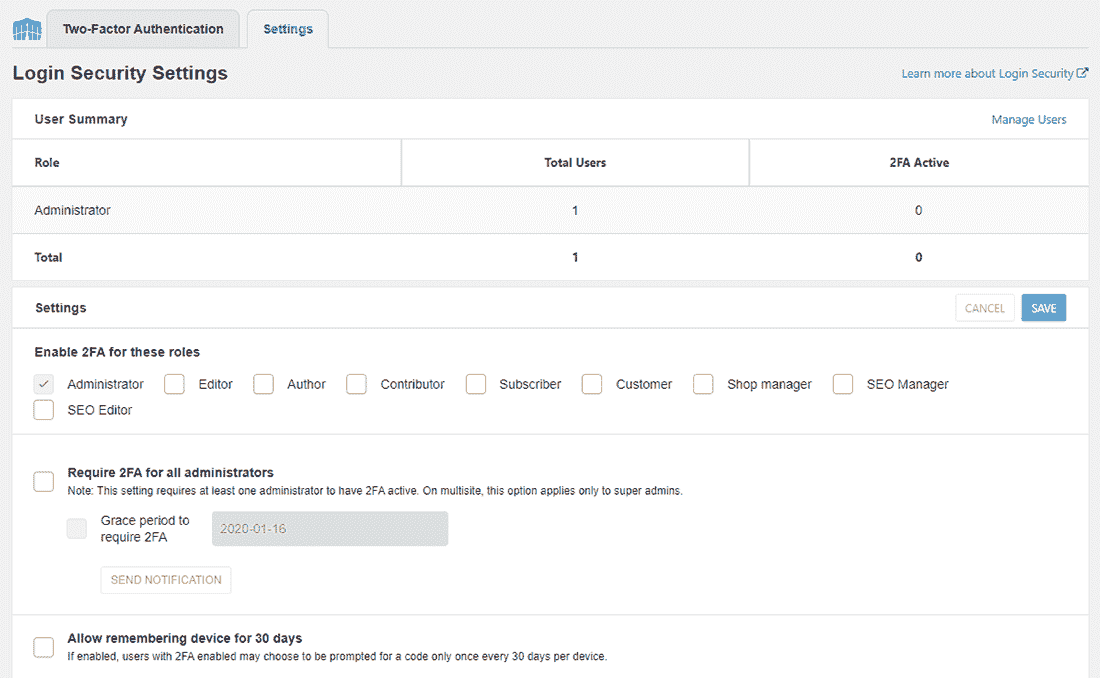 Two-Factor Authentication Settings
Login Security Settings Learn more about Login Security
User Summary Manage Users
Role Total Users 2FA Active
Administrator 1 0
Total 1 0
Settings CANCEL SAVE
Enable 2FA for these roles
Administrator Editor Author Contributor Subscriber Customer Shop manager SEO Manager
SEO Editor
Require 2FA for all administrators
Note: This setting requires at least one administrator to have 2FA active. On multisite, this option applies only to super admins.
Grace period to
require 2FA
2020-01-16
SEND NOTIFICATION
Allow remembering device for 30 days
If enabled, users with 2FA enabled may choose to be prompted for a code only once every 30 days per device.